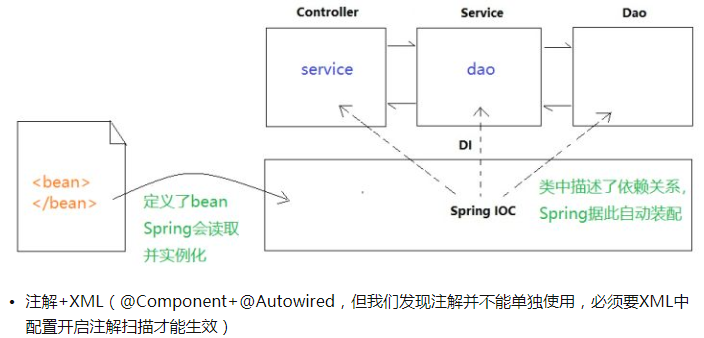 Controller Service Dao
service dao
DI
<bean>
</bean>
定义了bean
Spring会读取
并实例化
Spring IOC
类中描述了依赖关系，
Spring据此自动装配
• 注解+XML（@Component+@Autowired，但我们发现注解并不能单独使用，必须要XML中
配置开启注解扫描才能生效）